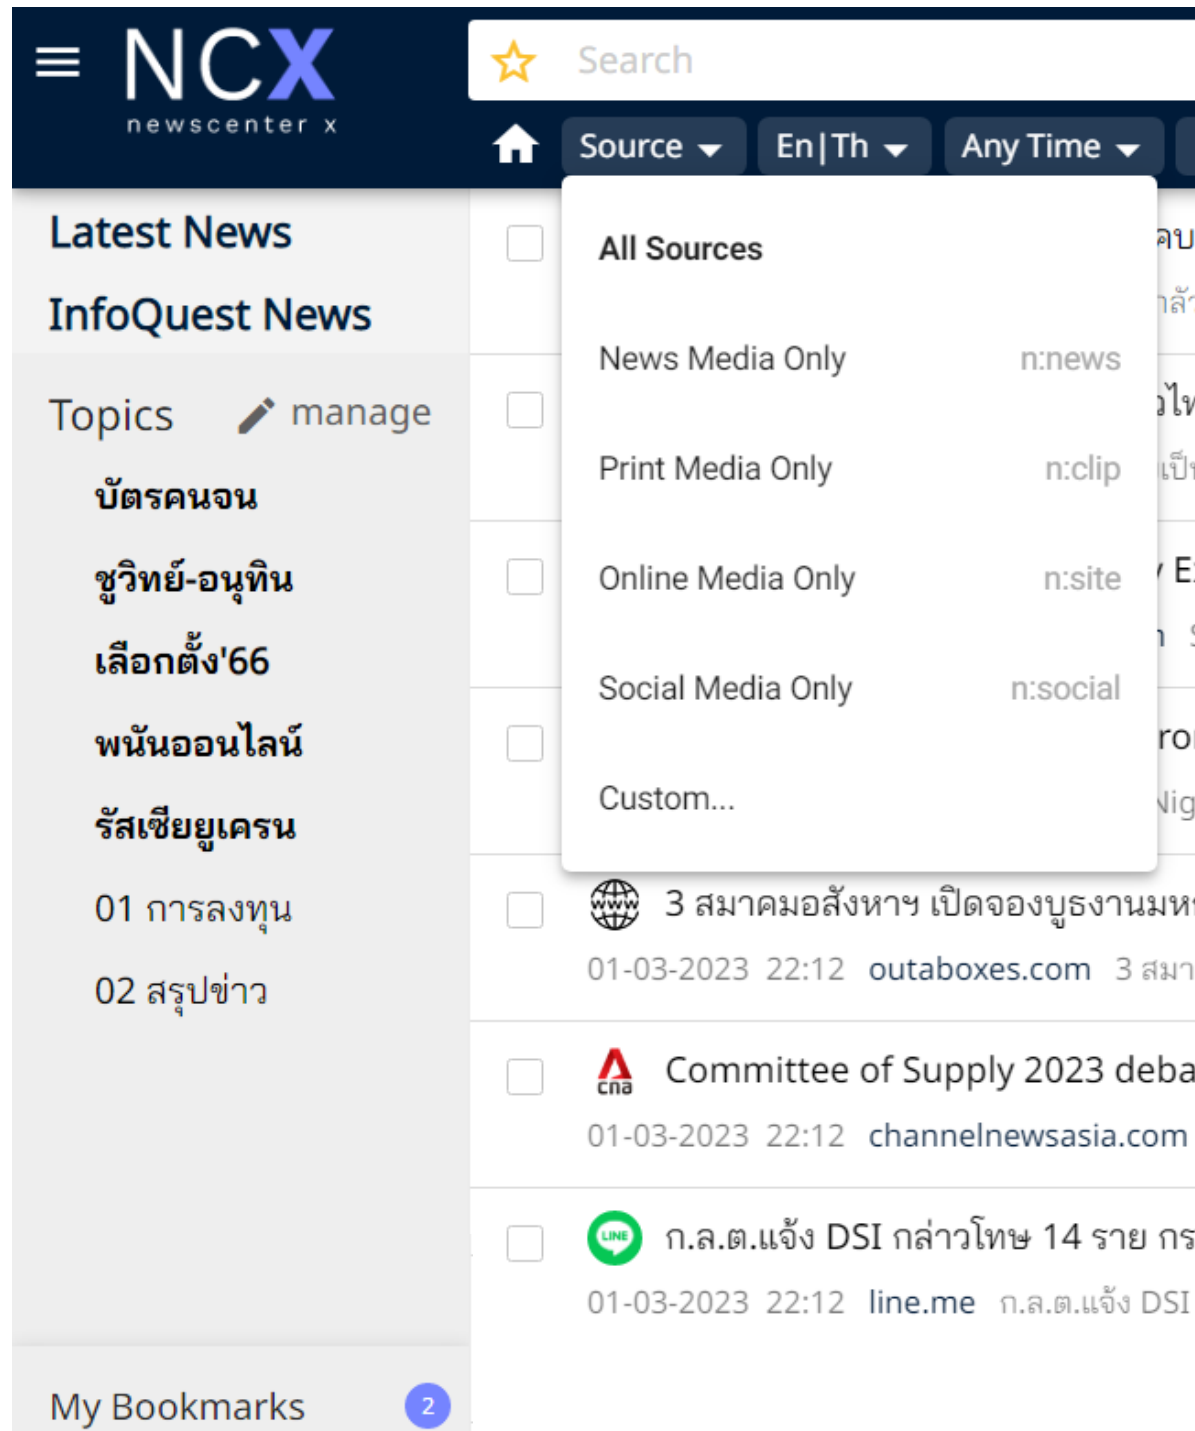 NCX
newscenter x
Search
Source En|Th Any Time
Latest News
InfoQuest News
Topics manage
บัตรคนจน
ชูวิทย์-อนุทิน
เลือกตั้ง'66
พนันออนไลน์
รัสเซียยูเครน
01 การลงทุน
02 สรุปข่าว
My Bookmarks 2
All Sources
News Media Only n:news
Print Media Only n:clip
Online Media Only n:site
Social Media Only n:social
Custom...
3 สมาคมอสังหาฯ เปิดจองบูธงานมหก
01-03-2023 22:12 outaboxes.com 3 สมา
cna Committee of Supply 2023 deba
01-03-2023 22:12 channelnewsasia.com
LINE ก.ล.ต.แจ้ง DSI กล่าวโทษ 14 ราย กร
01-03-2023 22:12 line.me ก.ล.ต.แจ้ง DSI